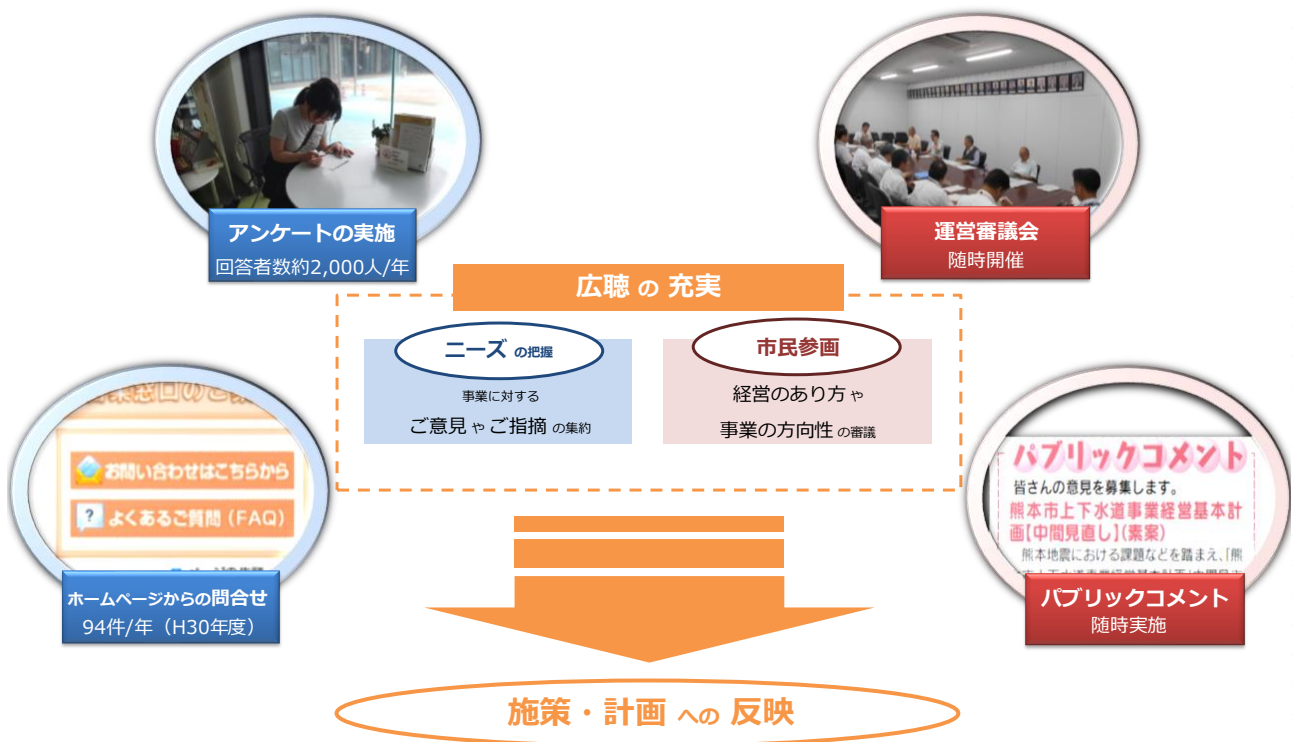 アンケートの実施
回答者数約2,000人/年
運営審議会
随時開催
広聴 の 充実
ニーズ の把握
事業に対する
ご意見 や ご指摘 の集約
市民参画
経営のあり方 や
事業の方向性 の審議
お問い合わせはこちらから
? よくあるご質問（FAQ）
ホームページからの問合せ
94件/年（H30年度）
パブリックコメント
皆さんの意見を募集します。
熊本市上下水道事業経営基本計
画【中間見直し】(素案)
熊本地震における課題などを踏まえ、「熊
パブリックコメント
随時実施
施策・計画 への 反映